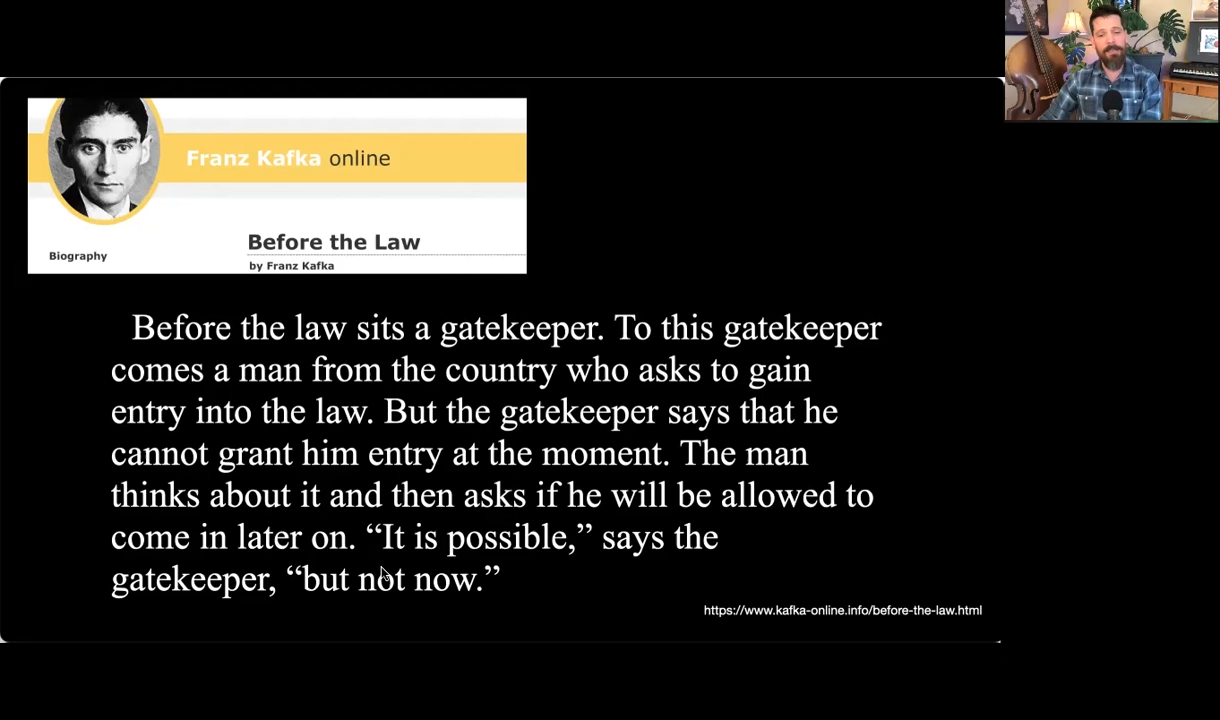 Franz Kafka online
Before the Law
Biography
by Franz Kafka
Before the law sits a gatekeeper. To this gatekeeper
comes a man from the country who asks to gain
entry into the law. But the gatekeeper says that he
cannot grant him entry at the moment. The man
thinks about it and then asks if he will be allowed to
come in later on. “It is possible,” says the
gatekeeper, “but not now.”
https://www.kafka-online.info/before-the-law.html